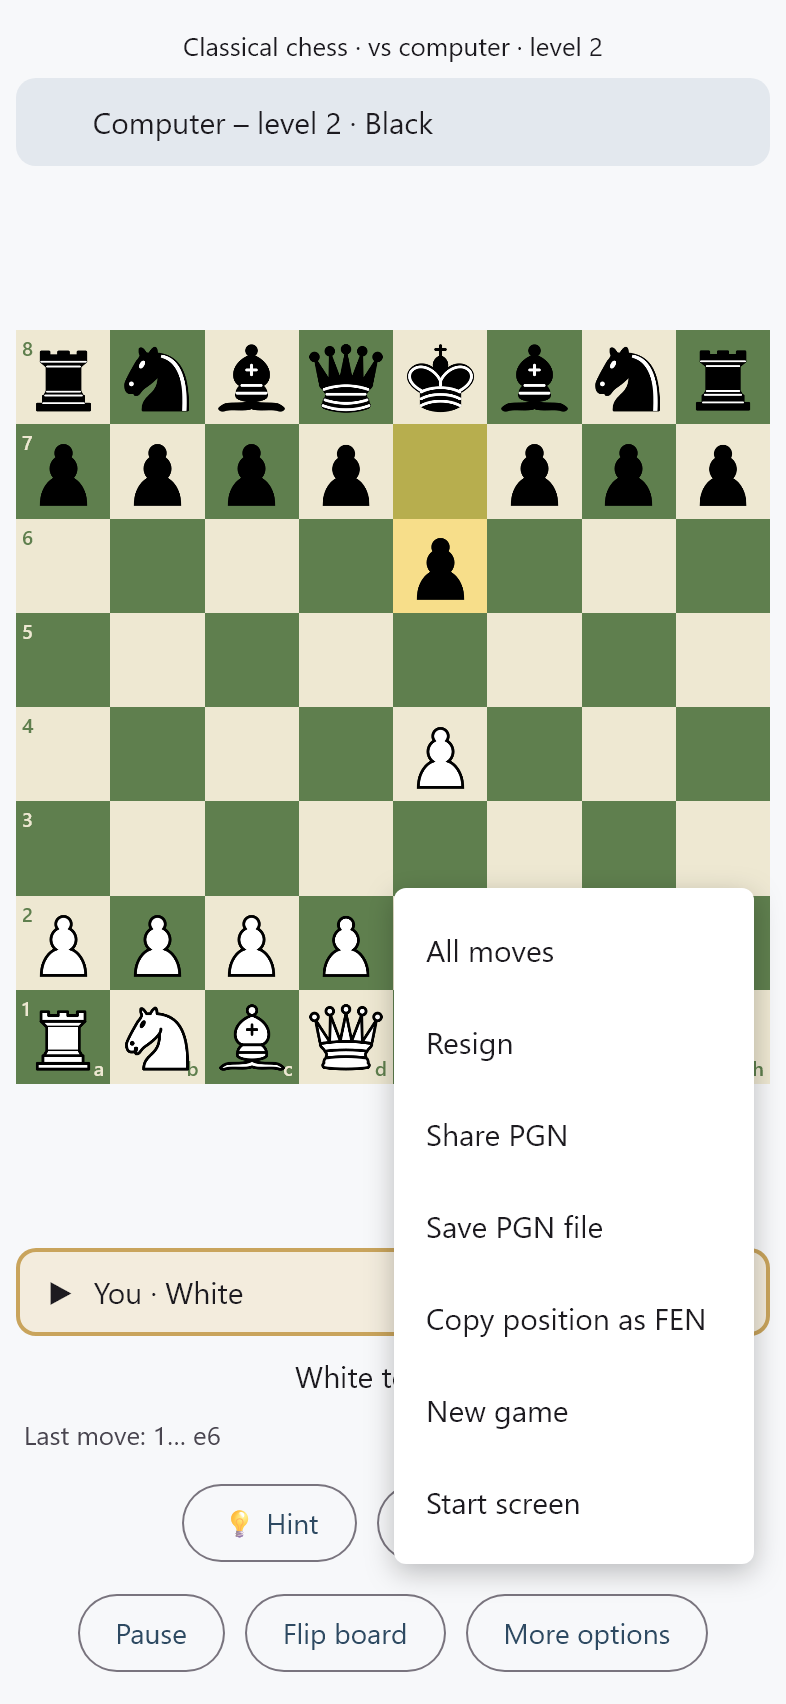 Classical chess · vs computer · level 2
Computer – level 2 · Black
8
7
6
5
4
3
2
1
a b c d h
All moves
Resign
Share PGN
Save PGN file
Copy position as FEN
New game
Start screen
▶ You · White
White
Last move: 1... e6
💡 Hint
Pause Flip board More options